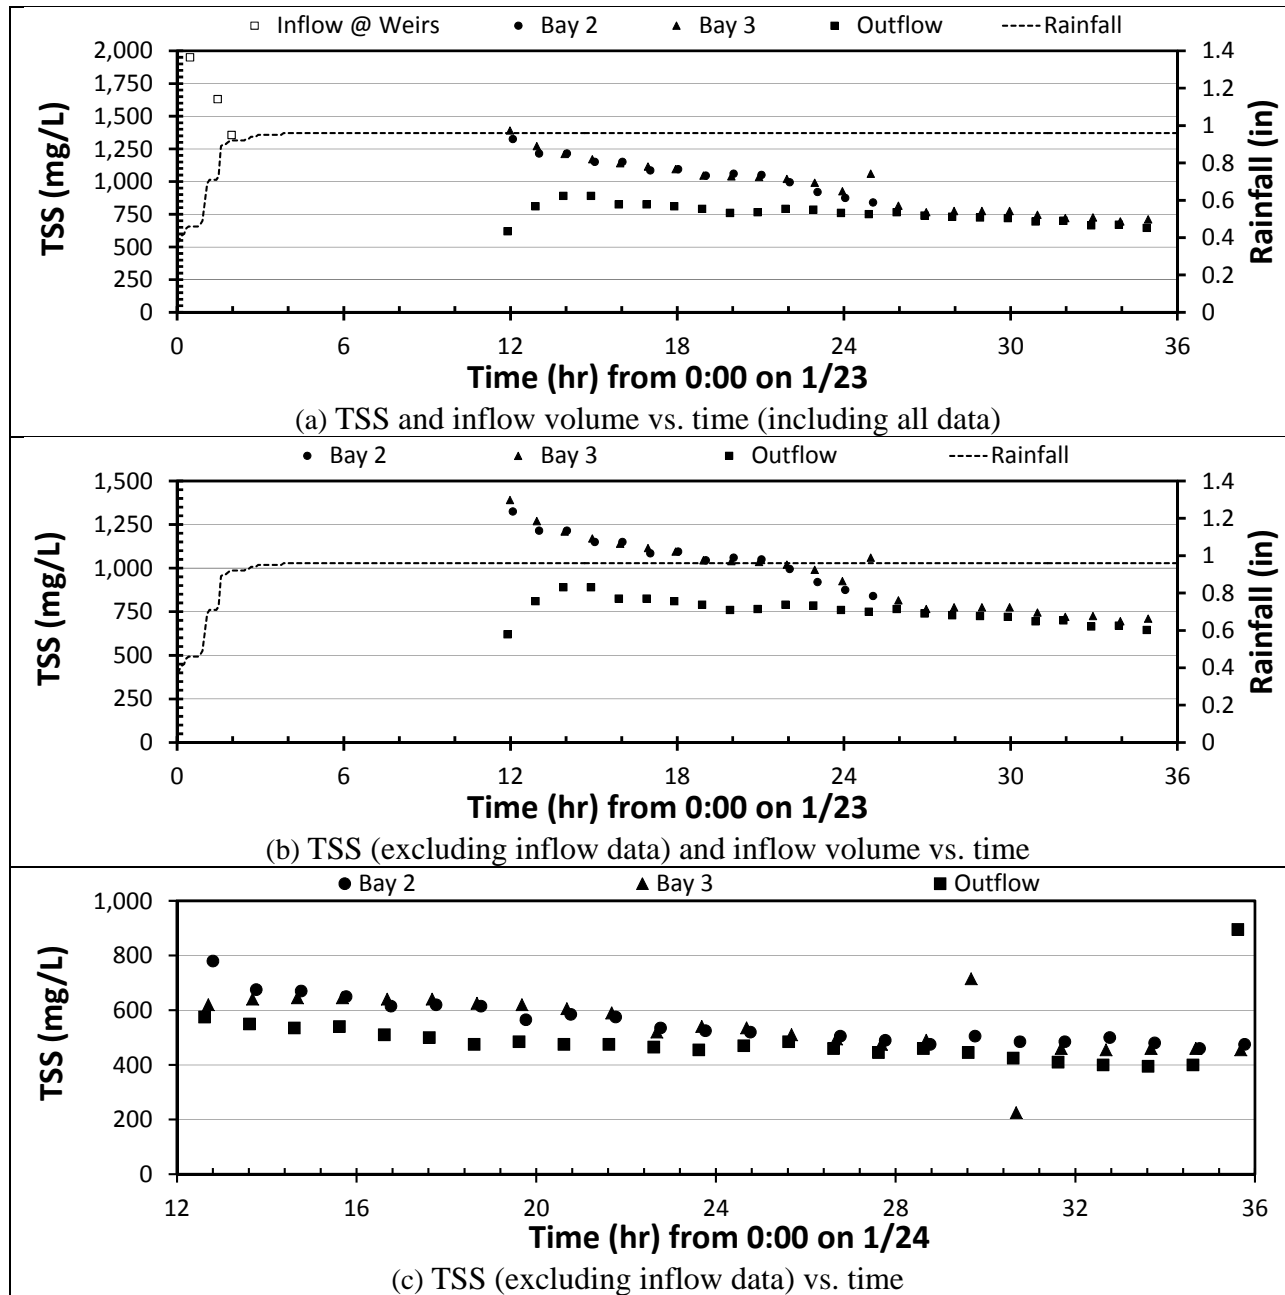 Inflow @ Weirs Bay 2 Bay 3 Outflow Rainfall
2,000 1.4
1,750 1.2
1,500 1
1,250 0.8
1,000 0.6
750 0.4
500 0.2
250 0
0
TSS (mg/L)
Rainfall (in)
0 6 12 18 24 30 36
Time (hr) from 0:00 on 1/23
(a) TSS and inflow volume vs. time (including all data)
Bay 2 Bay 3 Outflow Rainfall
1,500 1.4
1,250 1.2
1,000 1
750 0.8
500 0.6
250 0.4
0 0.2
0
TSS (mg/L)
Rainfall (in)
0 6 12 18 24 30 36
Time (hr) from 0:00 on 1/23
(b) TSS (excluding inflow data) and inflow volume vs. time
Bay 2 Bay 3 Outflow
1,000
800
600
400
200
0
TSS (mg/L)
12 16 20 24 28 32 36
Time (hr) from 0:00 on 1/24
(c) TSS (excluding inflow data) vs. time